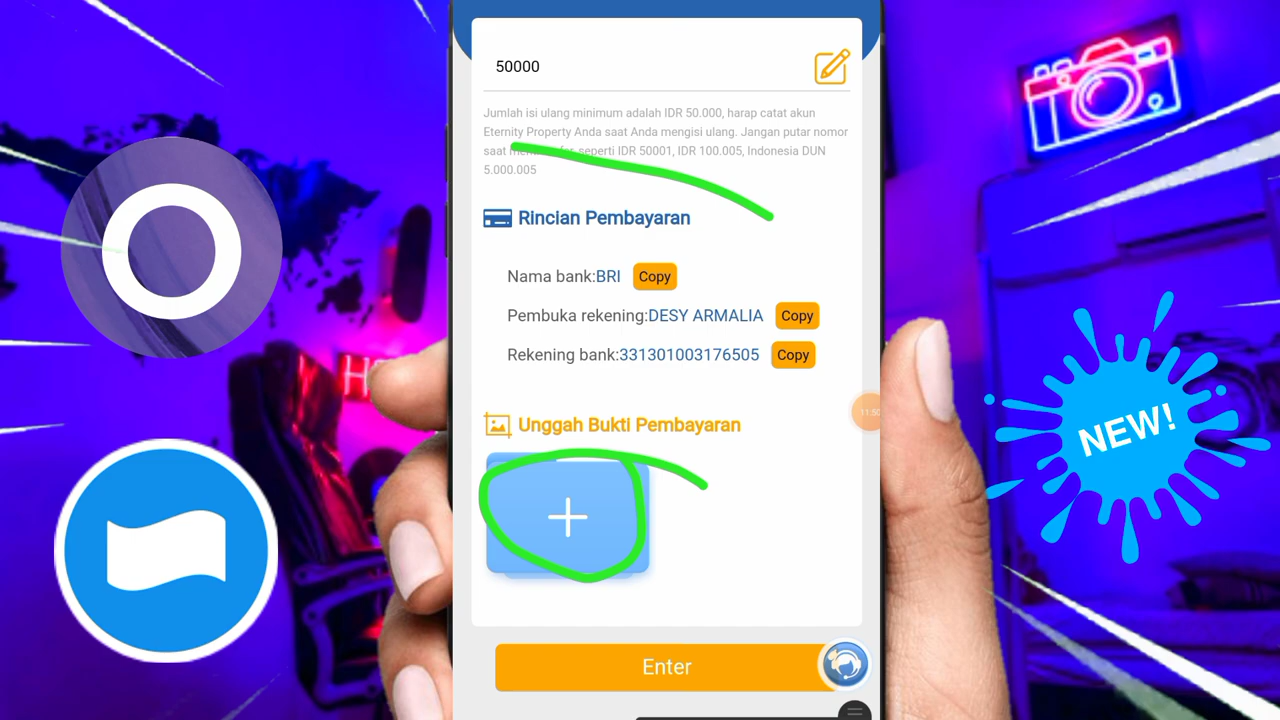 50000
Jumlah isi ulang minimum adalah IDR 50.000, harap catat akun
Eternity Property Anda saat Anda mengisi ulang. Jangan putar nomor
saat seperti IDR 50001, IDR 100.005, Indonesia DUN
5.000.005
Rincian Pembayaran
Nama bank:BRI Copy
Pembuka rekening:DESY ARMALIA Copy
Rekening bank:331301003176505 Copy
11:50
Unggah Bukti Pembayaran
NEW!
Enter